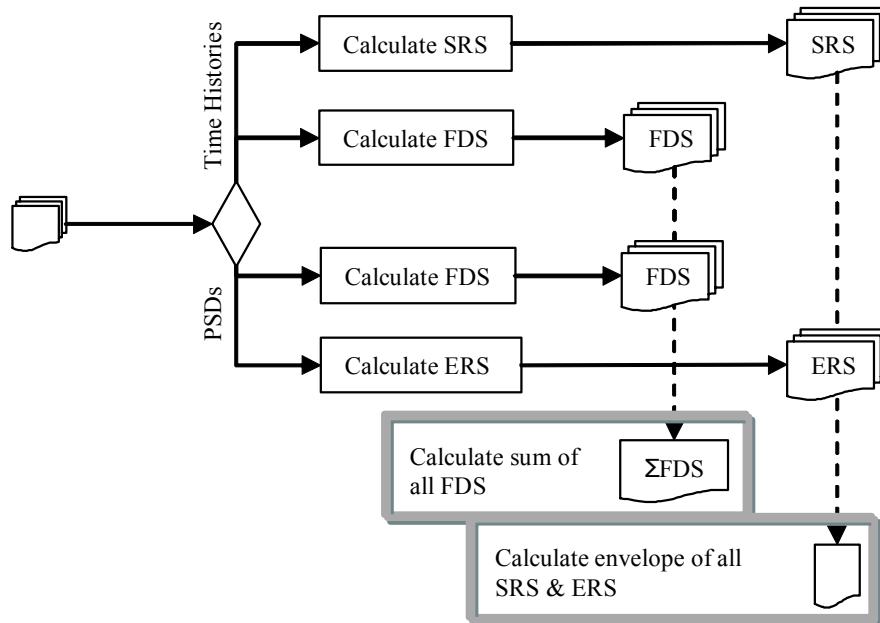 Time Histories
Calculate SRS
SRS
Calculate FDS
FDS
PSDs
Calculate FDS
FDS
Calculate ERS
ERS
Calculate sum of
all FDS
ΣFDS
Calculate envelope of all
SRS & ERS